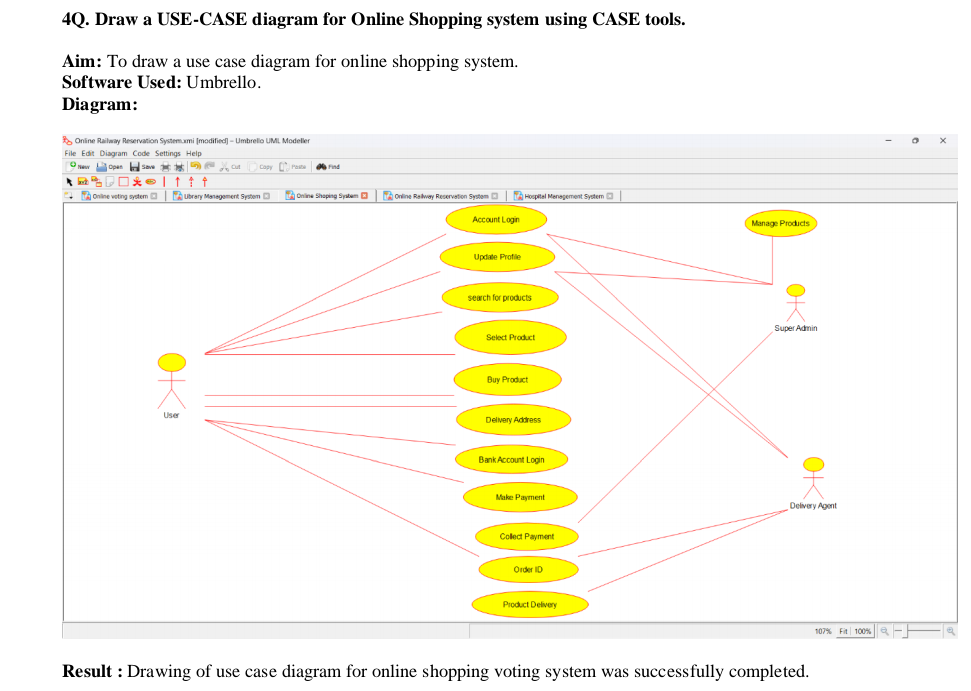 4Q. Draw a USE-CASE diagram for Online Shopping system using CASE tools.
Aim: To draw a use case diagram for online shopping system.
Software Used: Umbrello.
Diagram:
Online Railway Reservation System.xmi [modified] – Umbrello UML Modeller
File Edit Diagram Code Settings Help
New Open Save Cut Copy Paste Find
Online voting system Library Management System Online Shoping System Online Railway Reservation System Hospital Management System
Account Login
Manage Products
Update Profile
search for products
Super Admin
Select Product
Buy Product
User
Delivery Address
Bank Account Login
Make Payment
Delivery Agent
Collect Payment
Order ID
Product Delivery
107% Fit 100%
Result : Drawing of use case diagram for online shopping voting system was successfully completed.